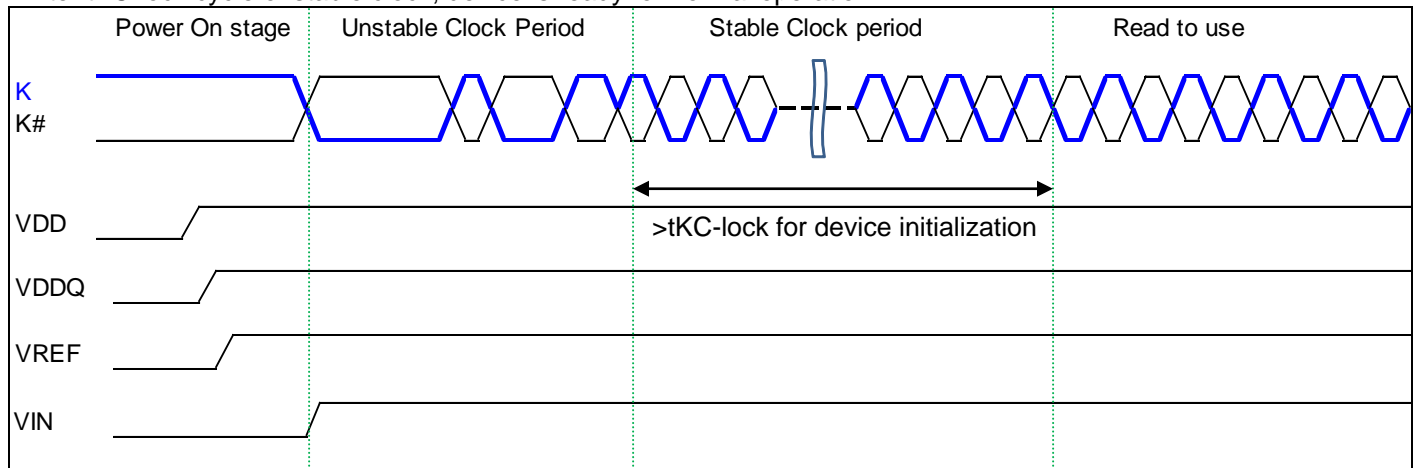 Power On stage
Unstable Clock Period
Stable Clock period
Read to use
K
K#
VDD
>tKC-lock for device initialization
VDDQ
VREF
VIN